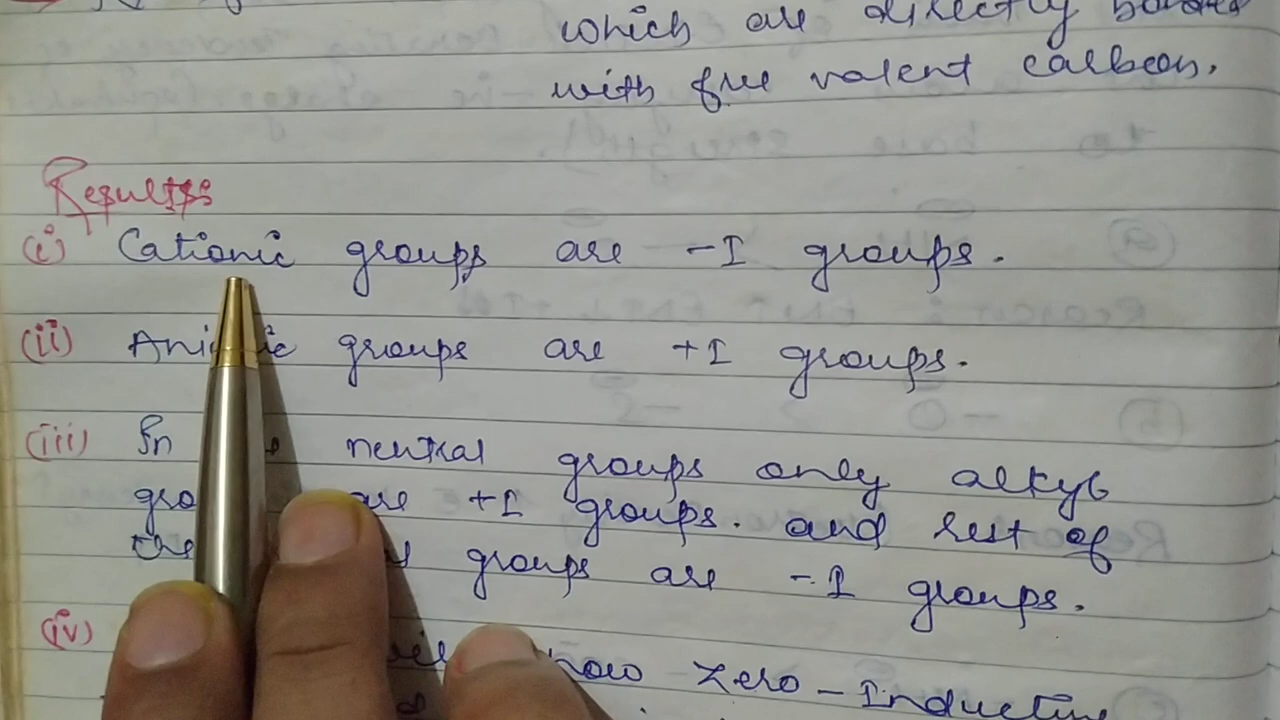 which are directly bonded
with free valent carbon.
Results
(i) Cationic groups are -I groups.
(ii) groups are +I groups.
(iii) In neutral groups only alkyl
are +I groups. and rest of
groups are -I groups.
(iv) Zero-Inductive